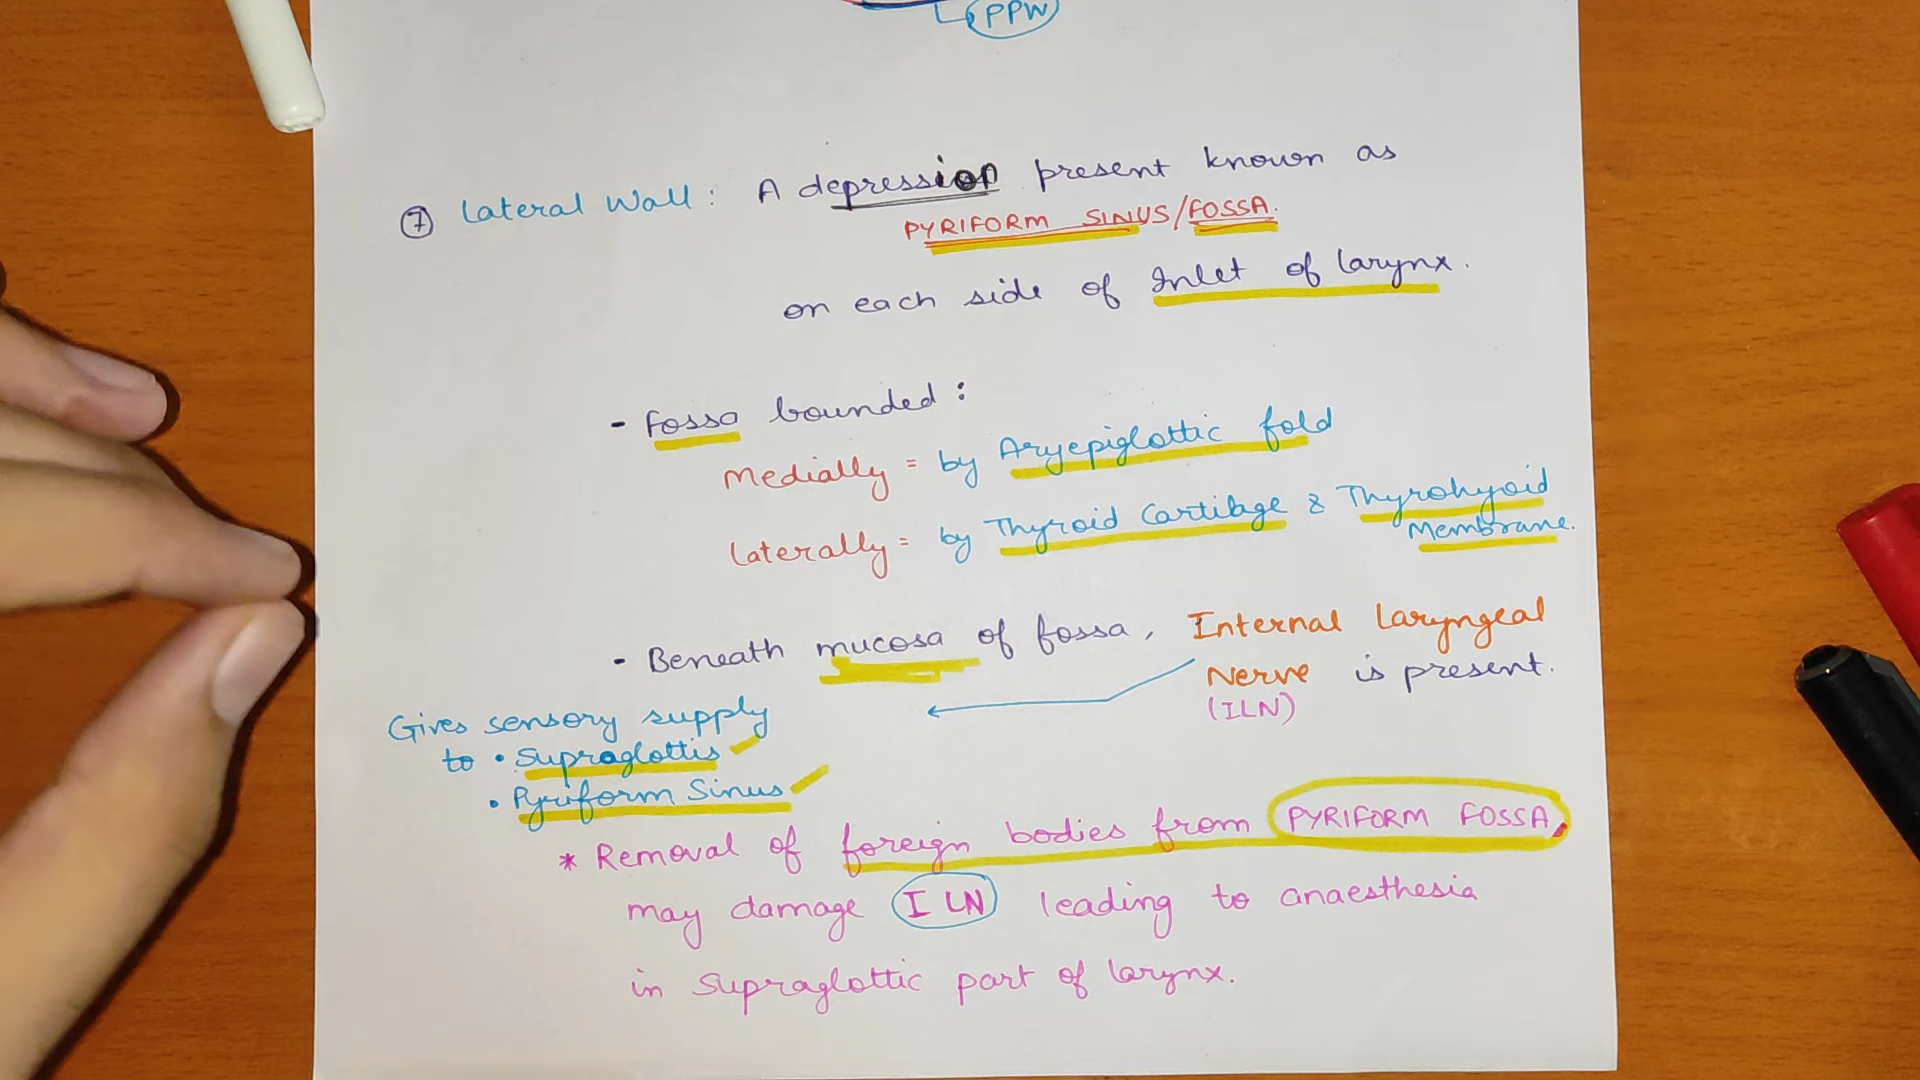 PPW
7 Lateral Wall : A depression present known as
PYRIFORM SINUS/FOSSA.
on each side of Inlet of larynx.
- Fossa bounded :
Medially = by Aryepiglottic fold
Laterally = by Thyroid Cartilage & Thyrohyoid
Membrane.
- Beneath mucosa of fossa, Internal laryngeal
Nerve is present.
(ILN)
Gives sensory supply
to • Supraglottis
• Pyriform Sinus
* Removal of foreign bodies from PYRIFORM FOSSA,
may damage ILN leading to anaesthesia
in Supraglottic part of larynx.